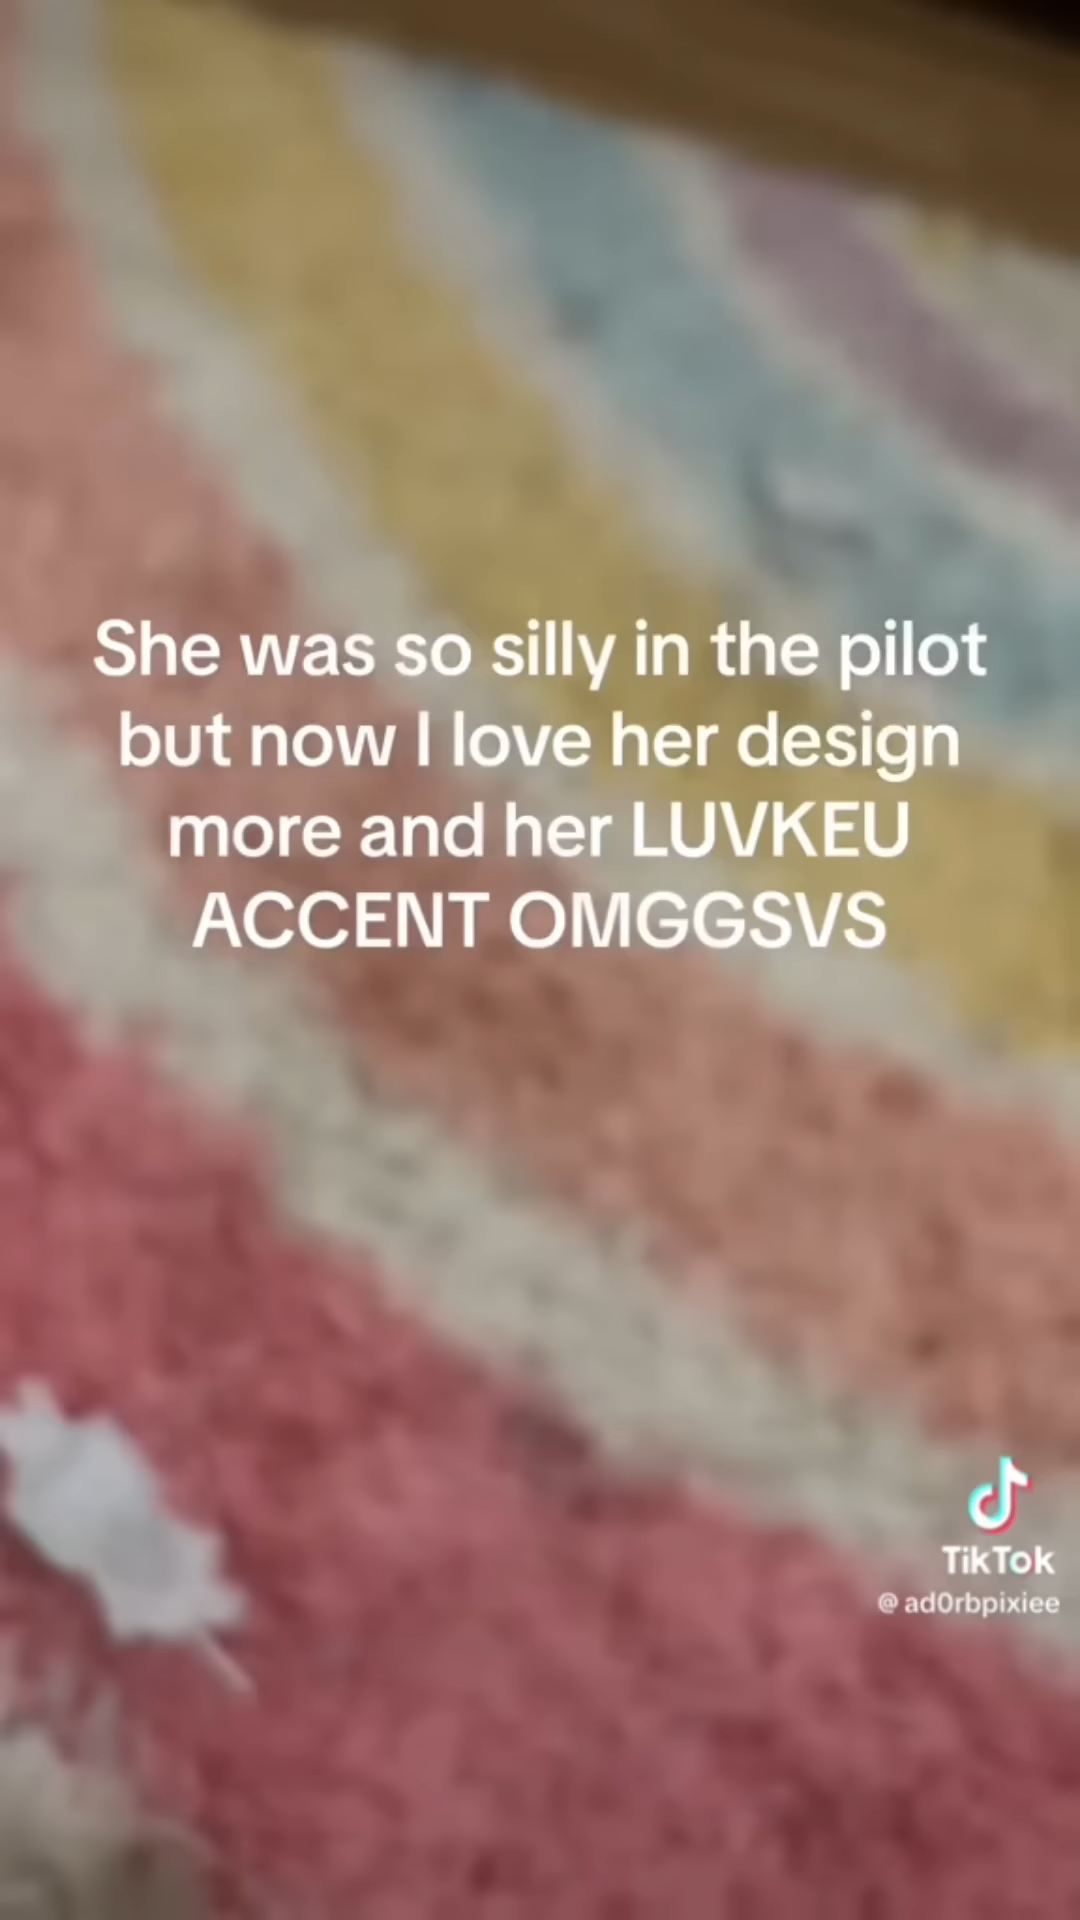 She was so silly in the pilot
but now I love her design
more and her LUVKEU
ACCENT OMGGSVS
TikTok
@ ad0rbpixiee